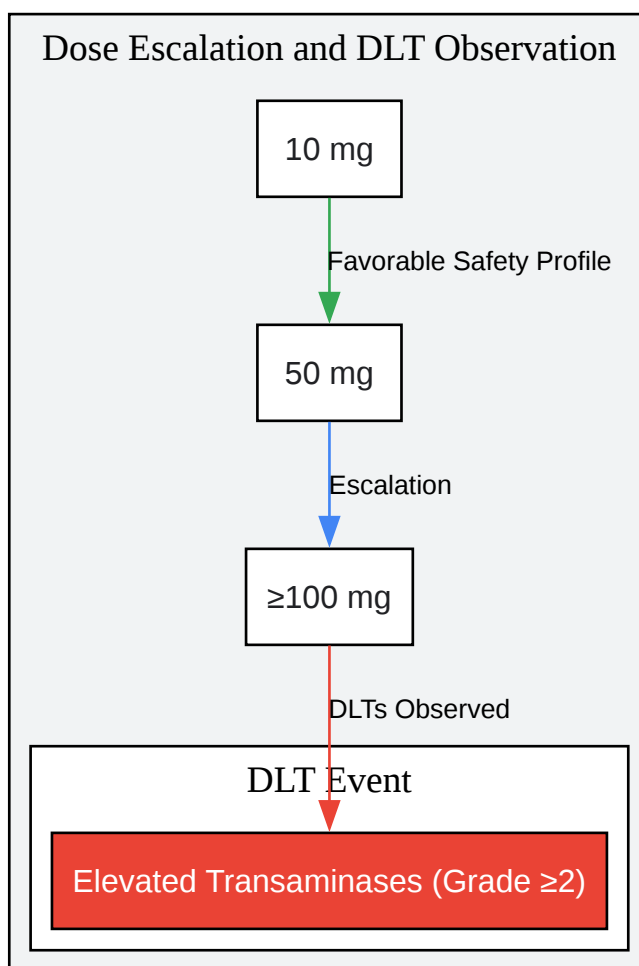 Dose Escalation and DLT Observation
10 mg
Favorable Safety Profile
50 mg
Escalation
≥100 mg
DLTs Observed
DLT Event
Elevated Transaminases (Grade ≥2)